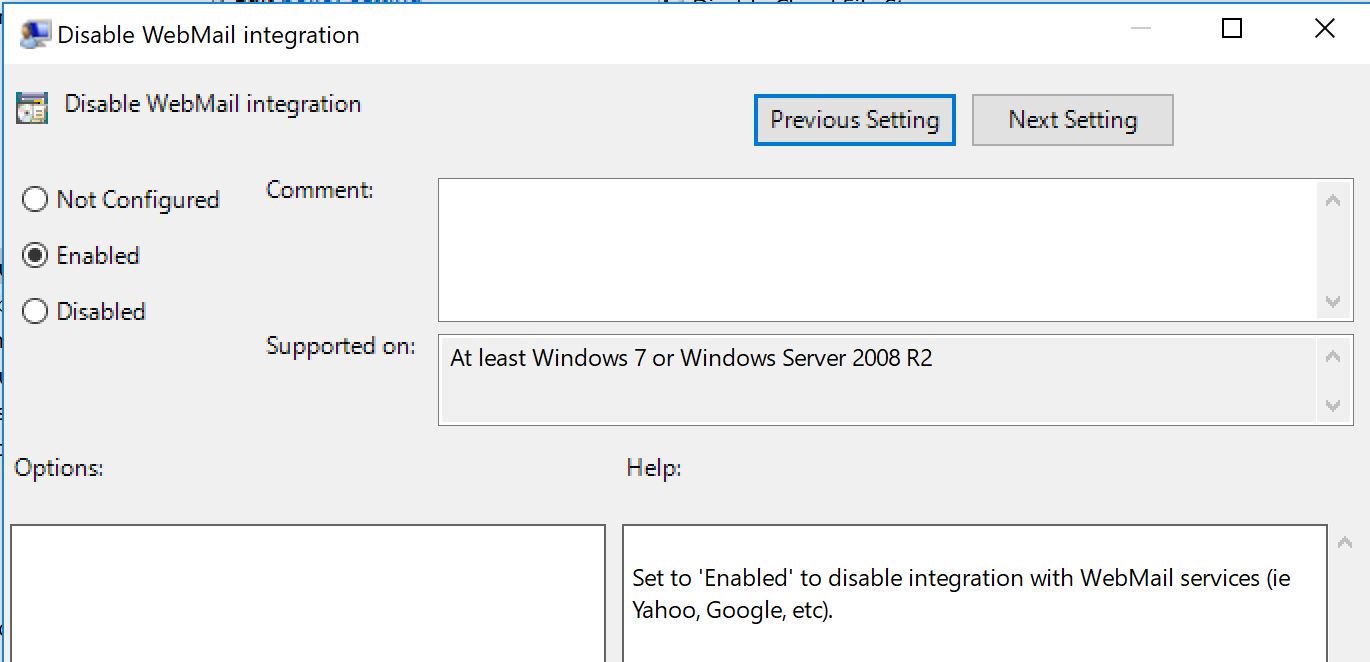 Disable WebMail integration
Disable WebMail integration
Previous Setting
Next Setting
Not Configured
Comment:
Enabled
Disabled
Supported on:
At least Windows 7 or Windows Server 2008 R2
Options:
Help:
Set to 'Enabled' to disable integration with WebMail services (ie
Yahoo, Google, etc).